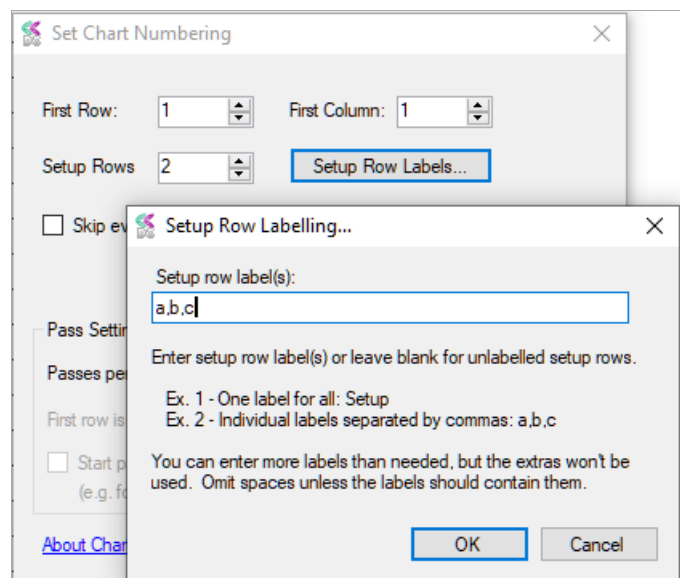 Set Chart Numbering
First Row: 1 First Column: 1
Setup Rows 2 Setup Row Labels...
Skip ev
Setup Row Labelling...
Setup row label(s):
a,b,c
Enter setup row label(s) or leave blank for unlabelled setup rows.
Ex. 1 - One label for all: Setup
Ex. 2 - Individual labels separated by commas: a,b,c
You can enter more labels than needed, but the extras won't be
used. Omit spaces unless the labels should contain them.
OK Cancel
Pass Settin
Passes per
First row is
Start p
(e.g. fo
About Char